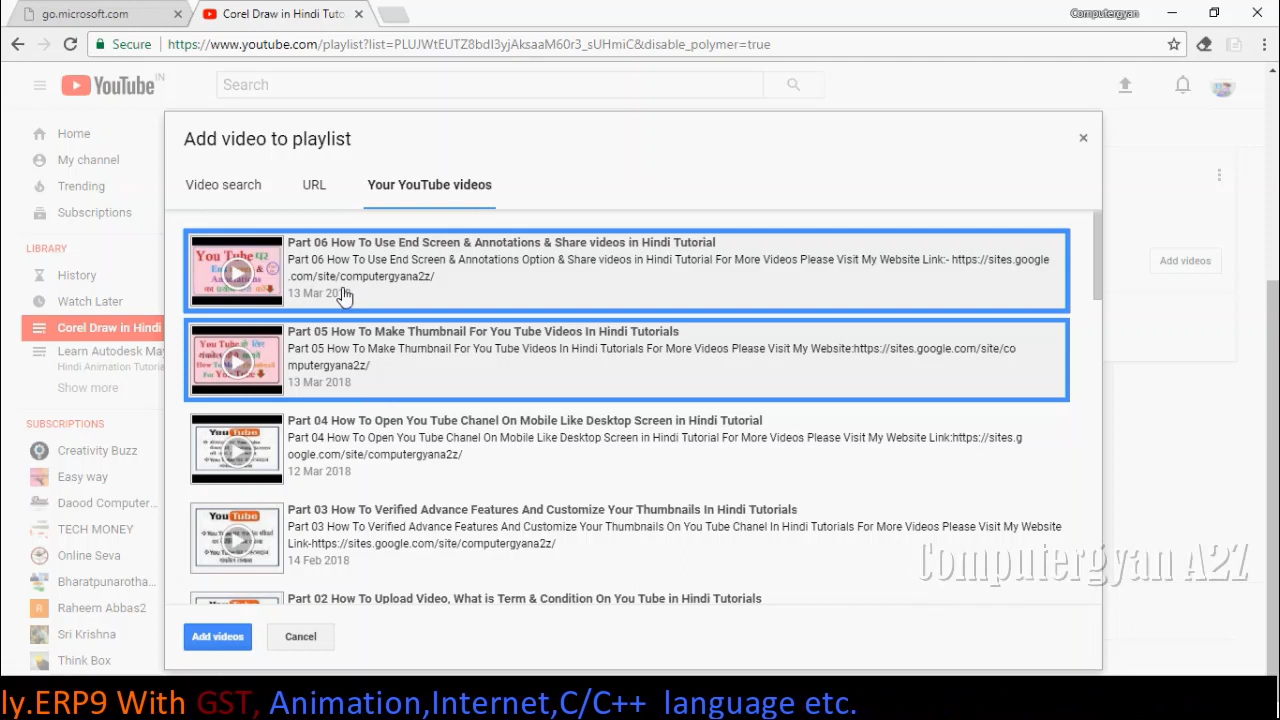 go.microsoft.com
Corel Draw in Hindi Tuto
Computergyan
Secure
https://www.youtube.com/playlist?list=PLUJWtEUTZ8bdI3yjAksaaM60r3_sUHmiC&disable_polymer=true
YouTube IN
Search
Home
My channel
Trending
Subscriptions
LIBRARY
History
Watch Later
Corel Draw in Hindi
Learn Autodesk May
Hindi Animation Tutoria
Show more
SUBSCRIPTIONS
Creativity Buzz
Easy way
Daood Computer...
TECH MONEY
Online Seva
Bharatpunarotha...
Raheem Abbas2
Sri Krishna
Think Box
Add videos
Add video to playlist
Video search
URL
Your YouTube videos
Part 06 How To Use End Screen & Annotations & Share videos in Hindi Tutorial
Part 06 How To Use End Screen & Annotations Option & Share videos in Hindi Tutorial For More Videos Please Visit My Website Link:- https://sites.google
.com/site/computergyana2z/
13 Mar
Part 05 How To Make Thumbnail For You Tube Videos In Hindi Tutorials
Part 05 How To Make Thumbnail For You Tube Videos In Hindi Tutorials For More Videos Please Visit My Website:https://sites.google.com/site/co
mputergyana2z/
13 Mar 2018
Part 04 How To Open You Tube Chanel On Mobile Like Desktop Screen in Hindi Tutorial
Part 04 How To Open You Tube Chanel On Mobile Like Desktop Screen in Hindi Tutorial For More Videos Please Visit My Website Link:https://sites.g
oogle.com/site/computergyana2z/
12 Mar 2018
Part 03 How To Verified Advance Features And Customize Your Thumbnails In Hindi Tutorials
Part 03 How To Verified Advance Features And Customize Your Thumbnails On You Tube Chanel In Hindi Tutorials For More Videos Please Visit My Website
Link-https://sites.google.com/site/computergyana2z/
14 Feb 2018
Part 02 How To Upload Video, What is Term & Condition On You Tube in Hindi Tutorials
Add videos
Cancel
Computergyan A2Z
ly.ERP9 With GST, Animation,Internet,C/C++ language etc.